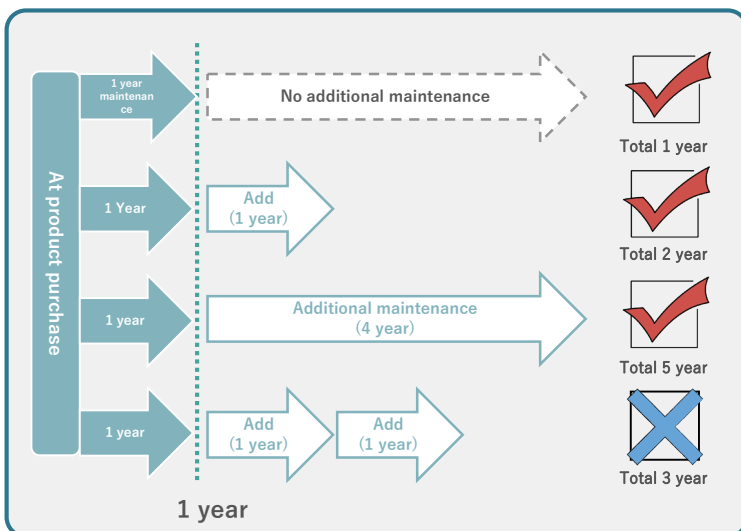 At product purchase
1 year
maintenan
ce
No additional maintenance
Total 1 year
1 Year
Add
(1 year)
Total 2 year
1 year
Additional maintenance
(4 year)
Total 5 year
1 year
Add
(1 year)
Add
(1 year)
Total 3 year
1 year